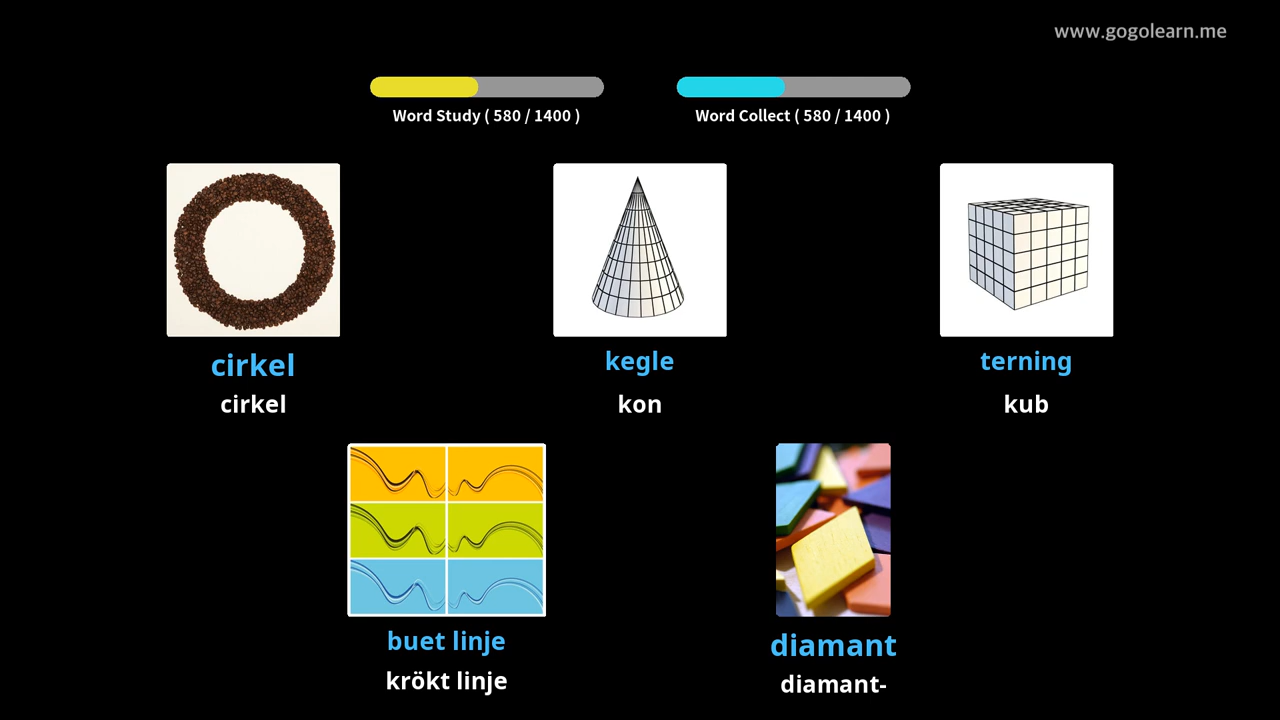 www.gogolearn.me
Word Study ( 580 / 1400 )
Word Collect ( 580 / 1400 )
cirkel
cirkel
kegle
kon
terning
kub
buet linje
krökt linje
diamant
diamant-